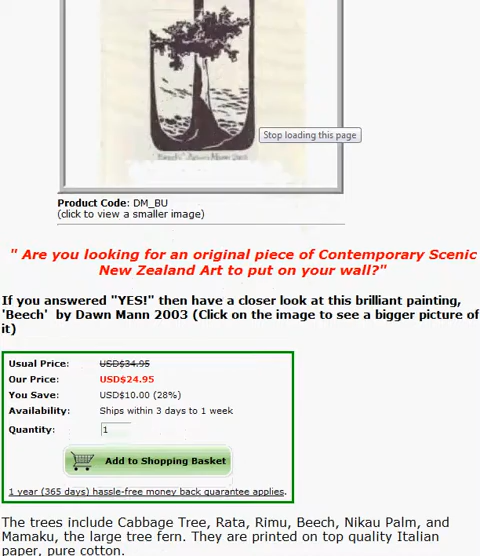 Stop loading this page
Product Code: DM_BU
(click to view a smaller image)
" Are you looking for an original piece of Contemporary Scenic
New Zealand Art to put on your wall?"
If you answered "YES!" then have a closer look at this brilliant painting,
'Beech'  by Dawn Mann 2003 (Click on the image to see a bigger picture of
it)
Usual Price: USD$34.95
Our Price: USD$24.95
You Save: USD$10.00 (28%)
Availability: Ships within 3 days to 1 week
Quantity: 1
Add to Shopping Basket
1 year (365 days) hassle-free money back guarantee applies.
The trees include Cabbage Tree, Rata, Rimu, Beech, Nikau Palm, and
Mamaku, the large tree fern. They are printed on top quality Italian
paper, pure cotton.